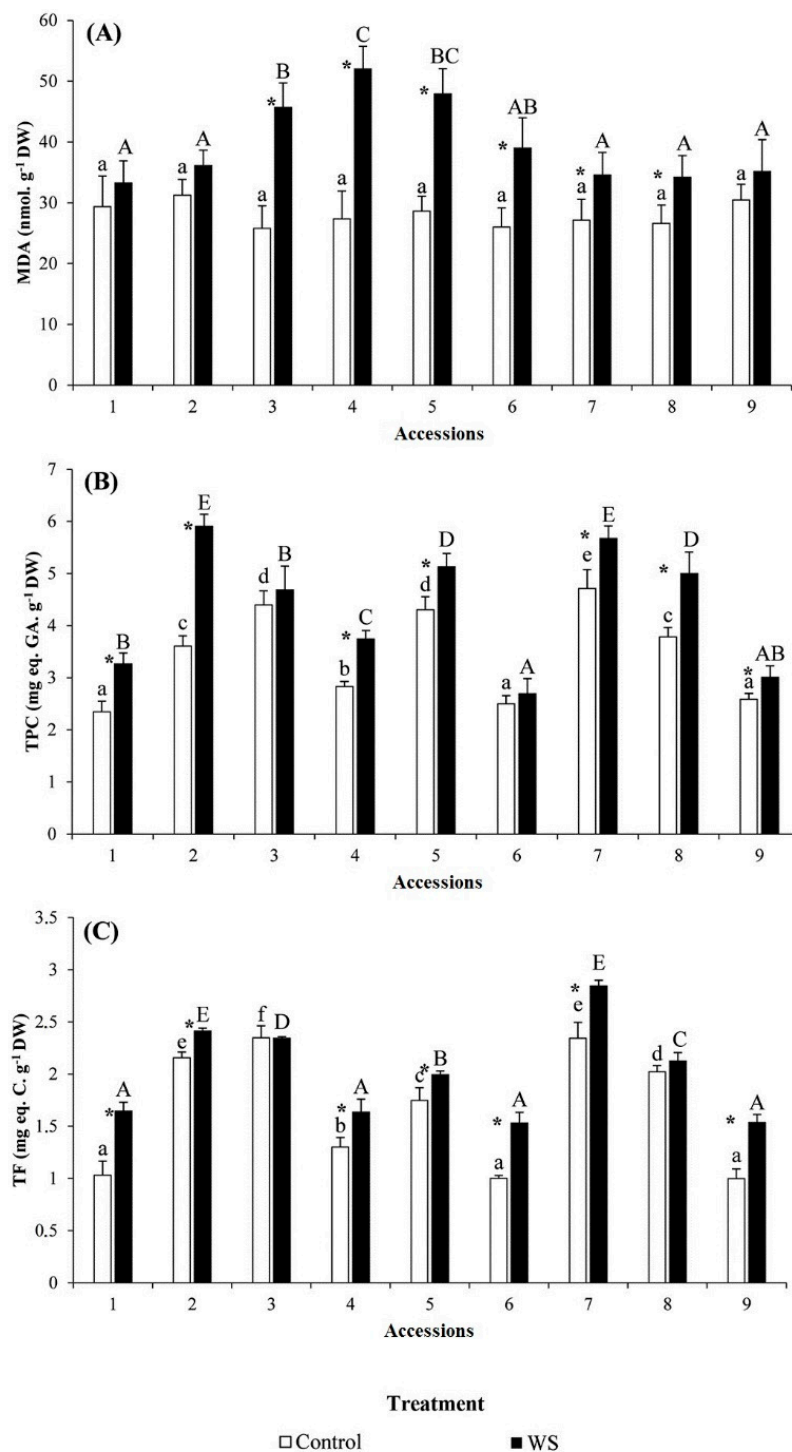 (A)
MDA (nmol. g⁻¹ DW)
60
50
40
30
20
10
0
a A
a A
a * B
a * C
a * BC
a * AB
a * A
a * A
a A
1 2 3 4 5 6 7 8 9
Accessions
(B)
TPC (mg eq. GA. g⁻¹ DW)
7
6
5
4
3
2
1
0
a * B
c * E
d B
b * C
d * D
a A
e * E
c * D
a * AB
1 2 3 4 5 6 7 8 9
Accessions
(C)
TF (mg eq. C. g⁻¹ DW)
3.5
3
2.5
2
1.5
1
0.5
0
a * A
e * E
f D
b * A
c * B
a * A
e * E
d C
a * A
1 2 3 4 5 6 7 8 9
Accessions
Treatment
Control WS